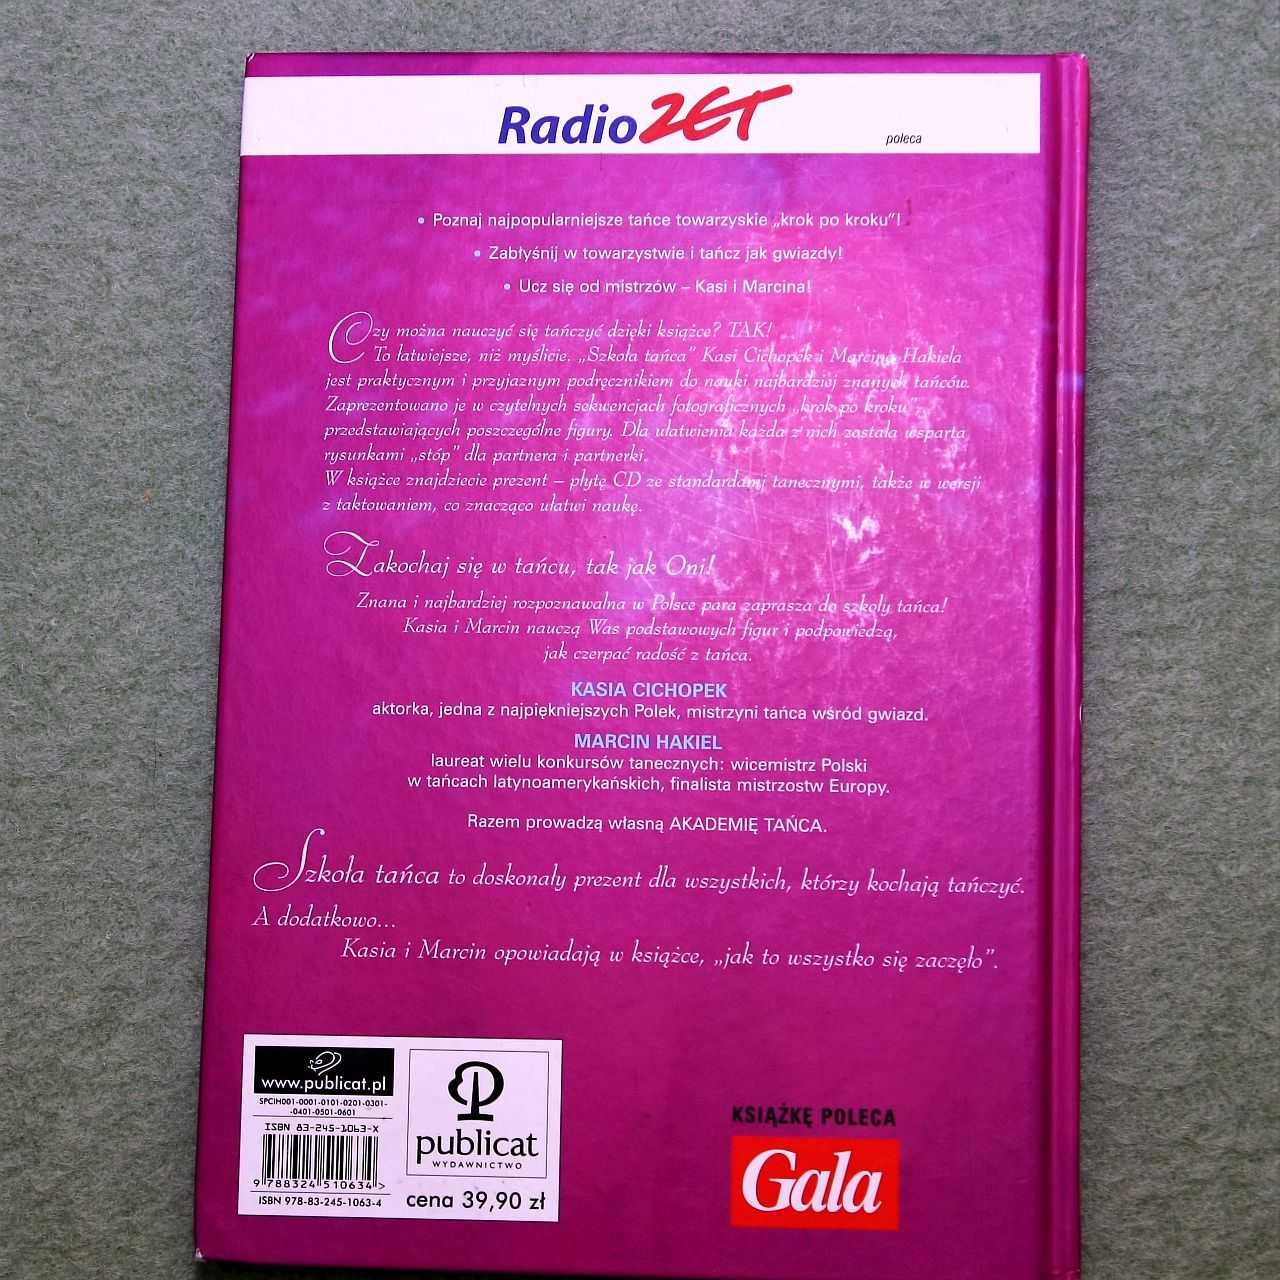 Radio ZET
poleca
• Poznaj najpopularniejsze tańce towarzyskie „krok po kroku”!
• Zabłyśnij w towarzystwie i tańcz jak gwiazdy!
• Ucz się od mistrzów – Kasi i Marcina!
Czy można nauczyć się tańczyć dzięki książce? TAK!
To łatwiejsze, niż myślicie. „Szkoła tańca” Kasi Cichopek i Marcina Hakiela
jest praktycznym i przyjaznym podręcznikiem do nauki najbardziej znanych tańców.
Zaprezentowano je w czytelnych sekwencjach fotograficznych „krok po kroku”,
przedstawiających poszczególne figury. Dla ułatwienia każda z nich została wsparta
rysunkami „stóp” dla partnera i partnerki.
W książce znajdziecie prezent – płytę CD ze standardami tanecznymi, także w wersji
z taktowaniem, co znacząco ułatwi naukę.
Zakochaj się w tańcu, tak jak Oni!
Znana i najbardziej rozpoznawalna w Polsce para zaprasza do szkoły tańca!
Kasia i Marcin nauczą Was podstawowych figur i podpowiedzą,
jak czerpać radość z tańca.
KASIA CICHOPEK
aktorka, jedna z najpiękniejszych Polek, mistrzyni tańca wśród gwiazd.
MARCIN HAKIEL
laureat wielu konkursów tanecznych: wicemistrz Polski
w tańcach latynoamerykańskich, finalista mistrzostw Europy.
Razem prowadzą własną AKADEMIĘ TAŃCA.
Szkoła tańca to doskonały prezent dla wszystkich, którzy kochają tańczyć.
A dodatkowo...
Kasia i Marcin opowiadają w książce, „jak to wszystko się zaczęło”.
www.publicat.pl
SPCIH001-0001-0101-0201-0301-
-0401-0501-0601
ISBN 83-245-1063-X
9 788324 510634 >
ISBN 978-83-245-1063-4
publicat
WYDAWNICTWO
cena 39,90 zł
KSIĄŻKĘ POLECA
Gala